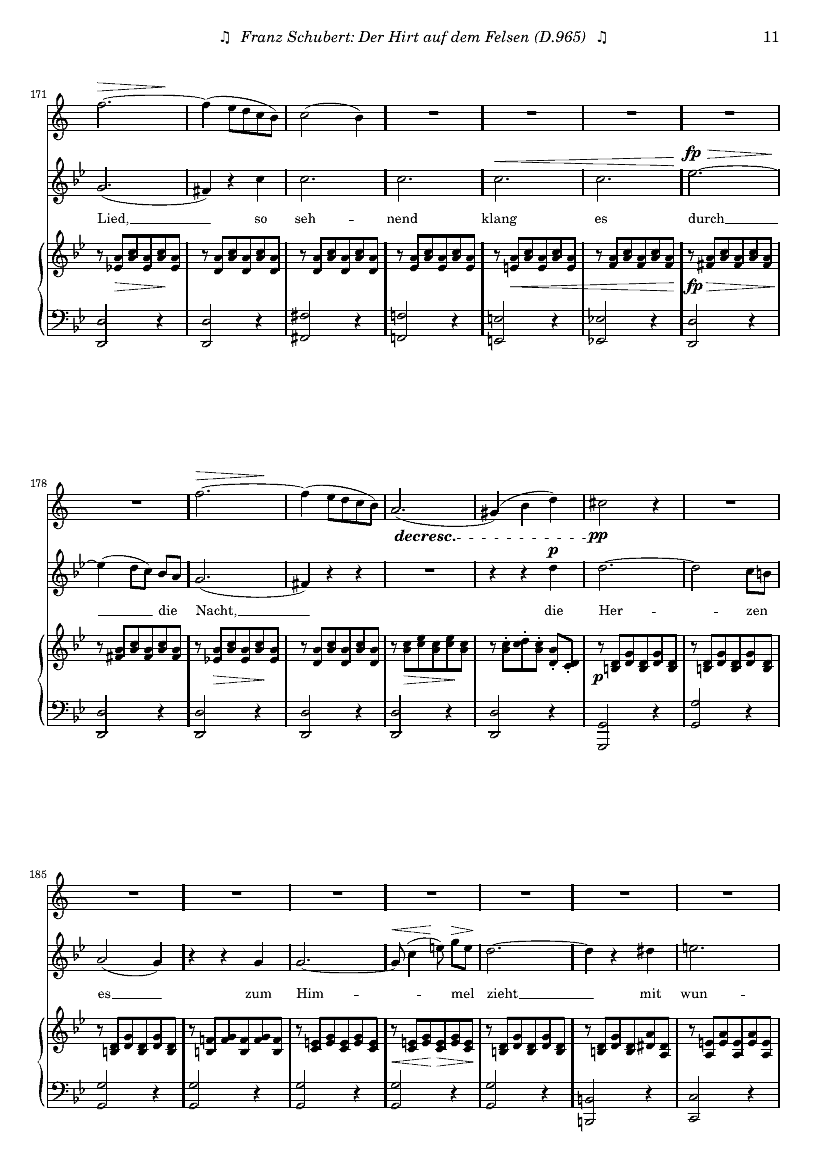 ♫ Franz Schubert: Der Hirt auf dem Felsen (D.965) ♫ 11
171
fp
Lied, so seh - nend klang es durch
fp
178
decresc. pp
p
die Nacht, die Her - - zen
p
185
es zum Him - - mel zieht mit wun -